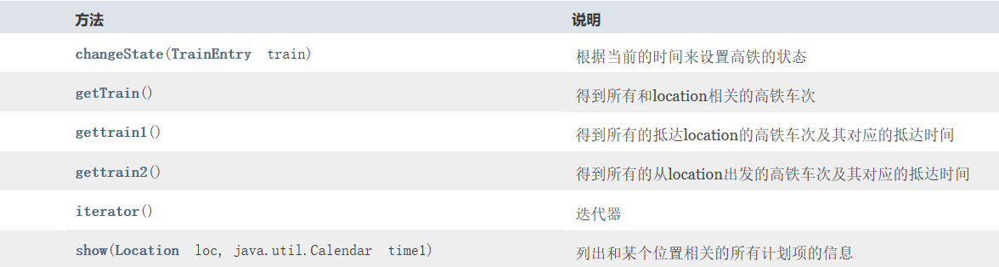 方法 说明
changeState(TrainEntry train) 根据当前的时间来设置高铁的状态
getTrain() 得到所有和location相关的高铁车次
gettrain1() 得到所有的抵达location的高铁车次及其对应的抵达时间
gettrain2() 得到所有的从location出发的高铁车次及其对应的抵达时间
iterator() 迭代器
show(Location loc, java.util.Calendar time1) 列出和某个位置相关的所有计划项的信息